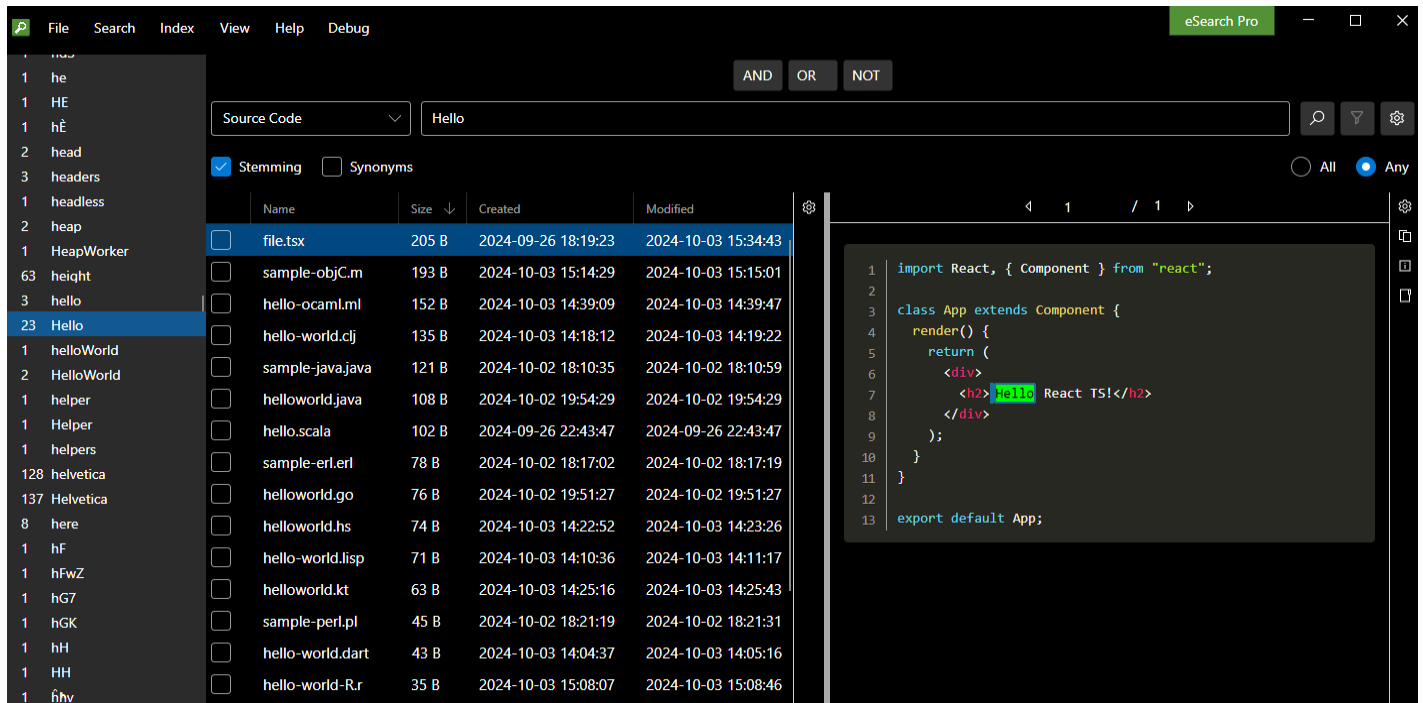 File Search Index View Help Debug
eSearch Pro
1 he
1 HE
1 hÈ
2 head
3 headers
1 headless
2 heap
1 HeapWorker
63 height
3 hello
23 Hello
1 helloWorld
2 HelloWorld
1 helper
1 Helper
1 helpers
128 helvetica
137 Helvetica
8 here
1 hF
1 hFwZ
1 hG7
1 hGK
1 hH
1 HH
1
AND OR NOT
Source Code
Hello
Stemming Synonyms
All Any
Name Size Created Modified
file.tsx 205 B 2024-09-26 18:19:23 2024-10-03 15:34:43
sample-objC.m 193 B 2024-10-03 15:14:29 2024-10-03 15:15:01
hello-ocaml.ml 152 B 2024-10-03 14:39:09 2024-10-03 14:39:47
hello-world.clj 135 B 2024-10-03 14:18:12 2024-10-03 14:19:22
sample-java.java 121 B 2024-10-02 18:10:35 2024-10-02 18:10:59
helloworld.java 108 B 2024-10-02 19:54:29 2024-10-02 19:54:29
hello.scala 102 B 2024-09-26 22:43:47 2024-09-26 22:43:47
sample-erl.erl 78 B 2024-10-02 18:17:02 2024-10-02 18:17:19
helloworld.go 76 B 2024-10-02 19:51:27 2024-10-02 19:51:27
helloworld.hs 74 B 2024-10-03 14:22:52 2024-10-03 14:23:26
hello-world.lisp 71 B 2024-10-03 14:10:36 2024-10-03 14:11:17
helloworld.kt 63 B 2024-10-03 14:25:16 2024-10-03 14:25:43
sample-perl.pl 45 B 2024-10-02 18:21:19 2024-10-02 18:21:31
hello-world.dart 43 B 2024-10-03 14:04:37 2024-10-03 14:05:16
hello-world-R.r 35 B 2024-10-03 15:08:07 2024-10-03 15:08:46
1 / 1
1 import React, { Component } from "react";
2
3 class App extends Component {
4 render() {
5 return (
6 <div>
7 <h2> Hello React TS!</h2>
8 </div>
9 );
10 }
11 }
12
13 export default App;